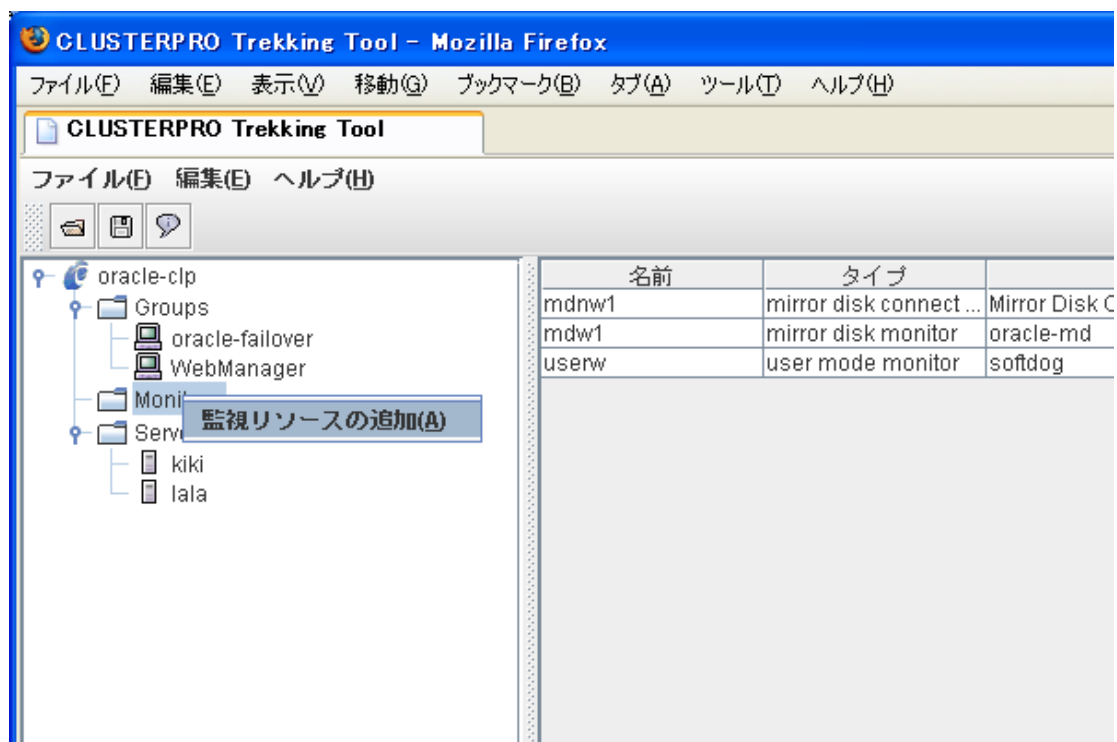 CLUSTERPRO Trekking Tool - Mozilla Firefox
ファイル(F) 編集(E) 表示(V) 移動(G) ブックマーク(B) タブ(A) ツール(T) ヘルプ(H)
CLUSTERPRO Trekking Tool
ファイル(F) 編集(E) ヘルプ(H)
oracle-clp
Groups
oracle-failover
WebManager
Moni
監視リソースの追加(A)
Serv
kiki
lala
名前 タイプ
mdnw1 mirror disk connect ... Mirror Disk C
mdw1 mirror disk monitor oracle-md
userw user mode monitor softdog